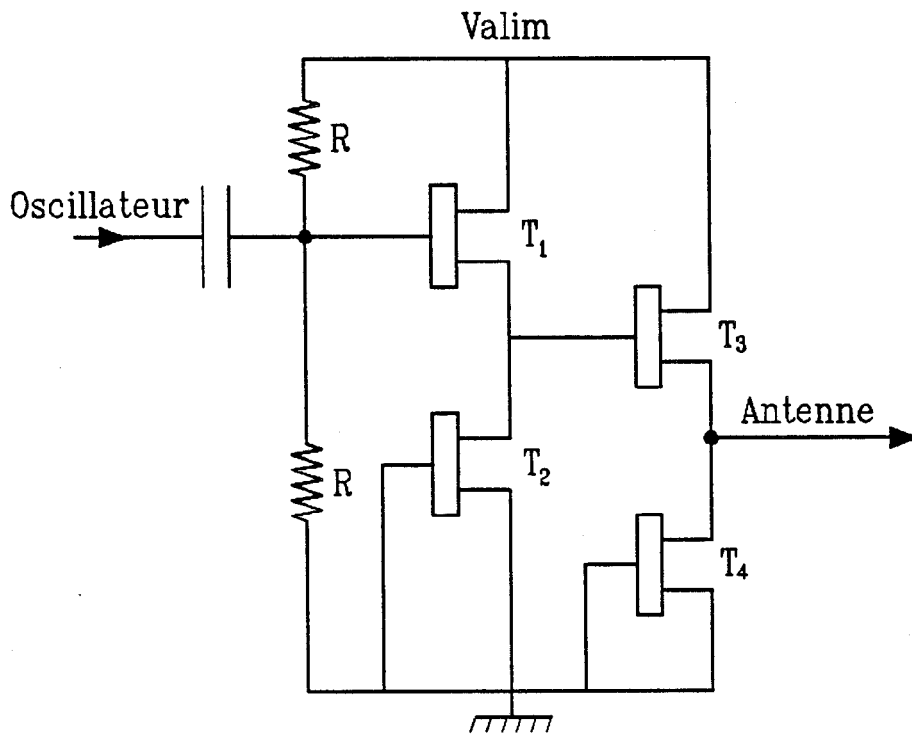 Valim
R
Oscillateur
T₁
T₃
Antenne
R
T₂
T₄